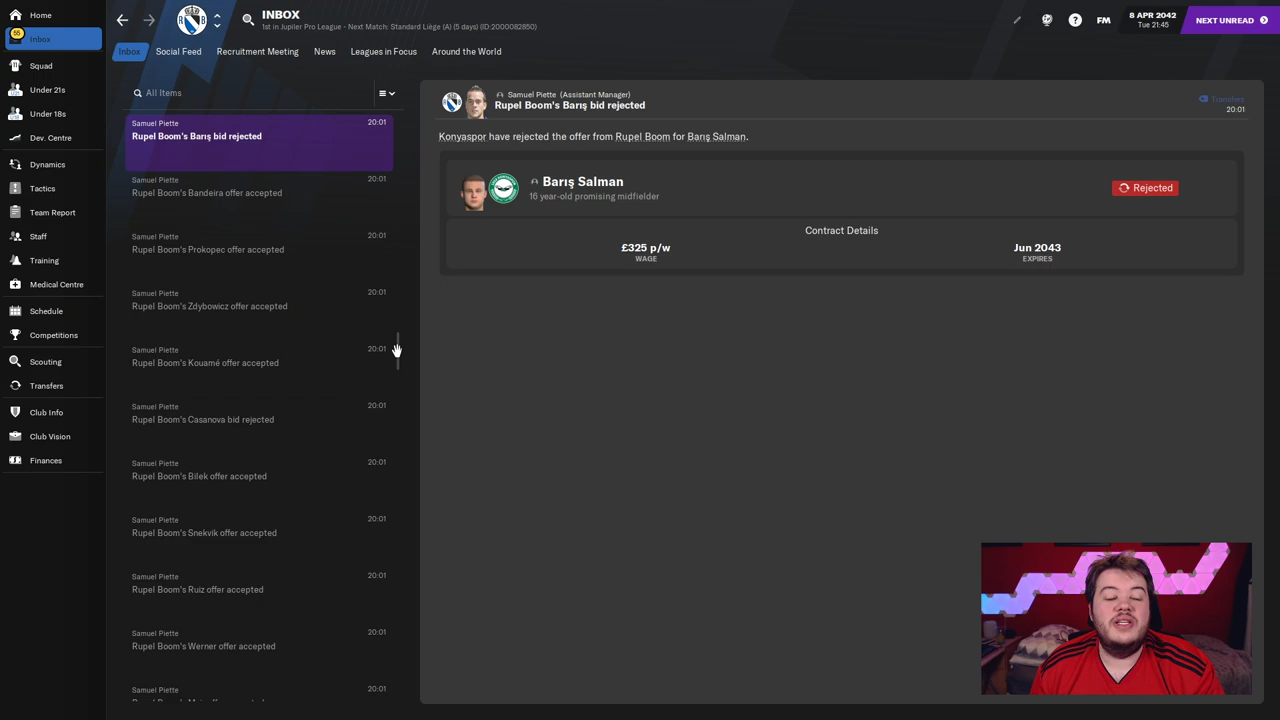 Home
55
Inbox
Squad
Under 21s
Under 18s
Dev. Centre
Dynamics
Tactics
Team Report
Staff
Training
Medical Centre
Schedule
Competitions
Scouting
Transfers
Club Info
Club Vision
Finances
R B
INBOX
1st in Jupiler Pro League - Next Match: Standard Liège (A) (5 days) (ID:2000082850)
FM
8 APR 2042
Tue 21:45
NEXT UNREAD
Inbox
Social Feed
Recruitment Meeting
News
Leagues in Focus
Around the World
All Items
Samuel Piette 20:01
Rupel Boom's Barış bid rejected
Samuel Piette 20:01
Rupel Boom's Bandeira offer accepted
Samuel Piette 20:01
Rupel Boom's Prokopec offer accepted
Samuel Piette 20:01
Rupel Boom's Zdybowicz offer accepted
Samuel Piette 20:01
Rupel Boom's Kouamé offer accepted
Samuel Piette 20:01
Rupel Boom's Casanova bid rejected
Samuel Piette 20:01
Rupel Boom's Bilek offer accepted
Samuel Piette 20:01
Rupel Boom's Snekvik offer accepted
Samuel Piette 20:01
Rupel Boom's Ruiz offer accepted
Samuel Piette 20:01
Rupel Boom's Werner offer accepted
Samuel Piette 20:01
Samuel Piette (Assistant Manager)
Rupel Boom's Barış bid rejected
Transfers
20:01
Konyaspor have rejected the offer from Rupel Boom for Barış Salman.
Barış Salman
16 year-old promising midfielder
Rejected
Contract Details
£325 p/w
WAGE
Jun 2043
EXPIRES